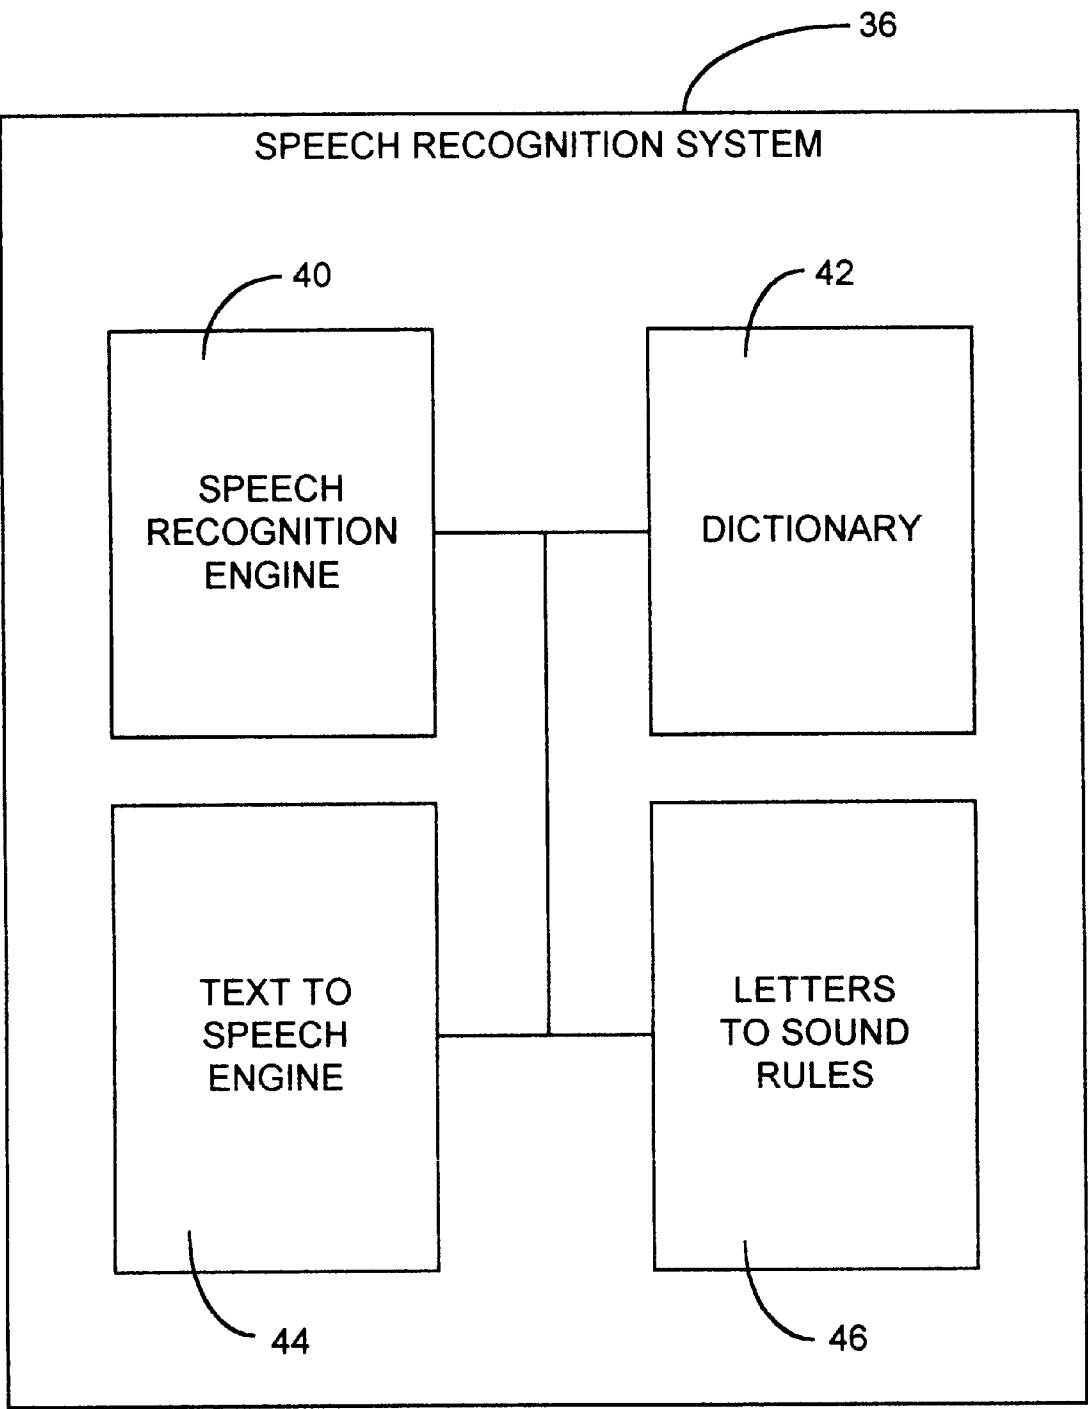 36
SPEECH RECOGNITION SYSTEM
40
42
SPEECH
RECOGNITION
ENGINE
DICTIONARY
TEXT TO
SPEECH
ENGINE
LETTERS
TO SOUND
RULES
44
46